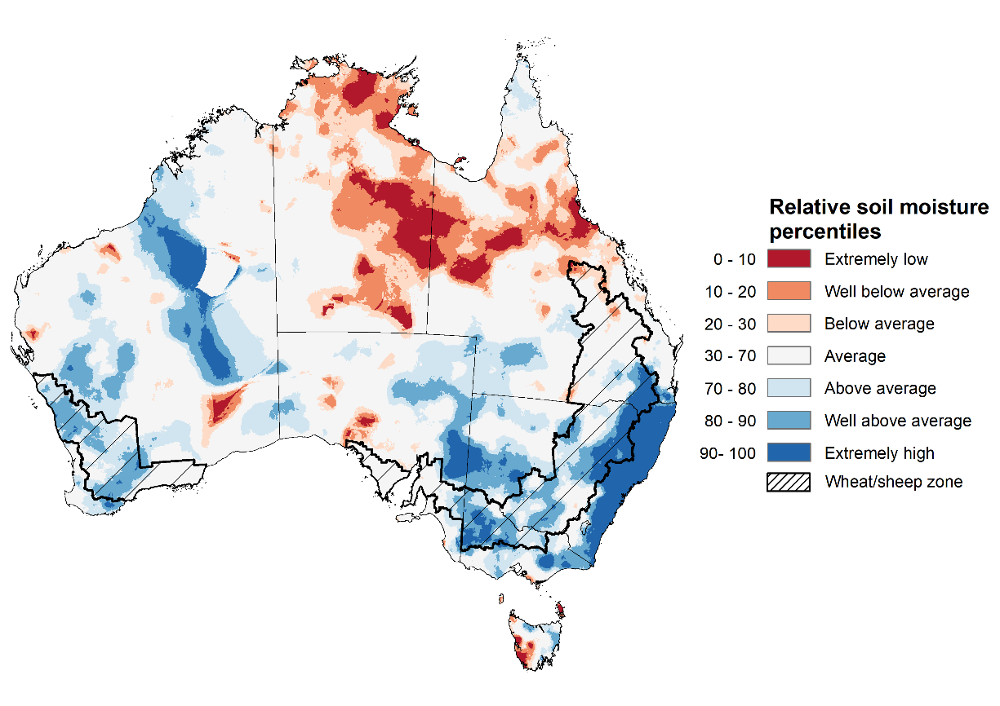 Relative soil moisture
percentiles
0 - 10 Extremely low
10 - 20 Well below average
20 - 30 Below average
30 - 70 Average
70 - 80 Above average
80 - 90 Well above average
90- 100 Extremely high
Wheat/sheep zone